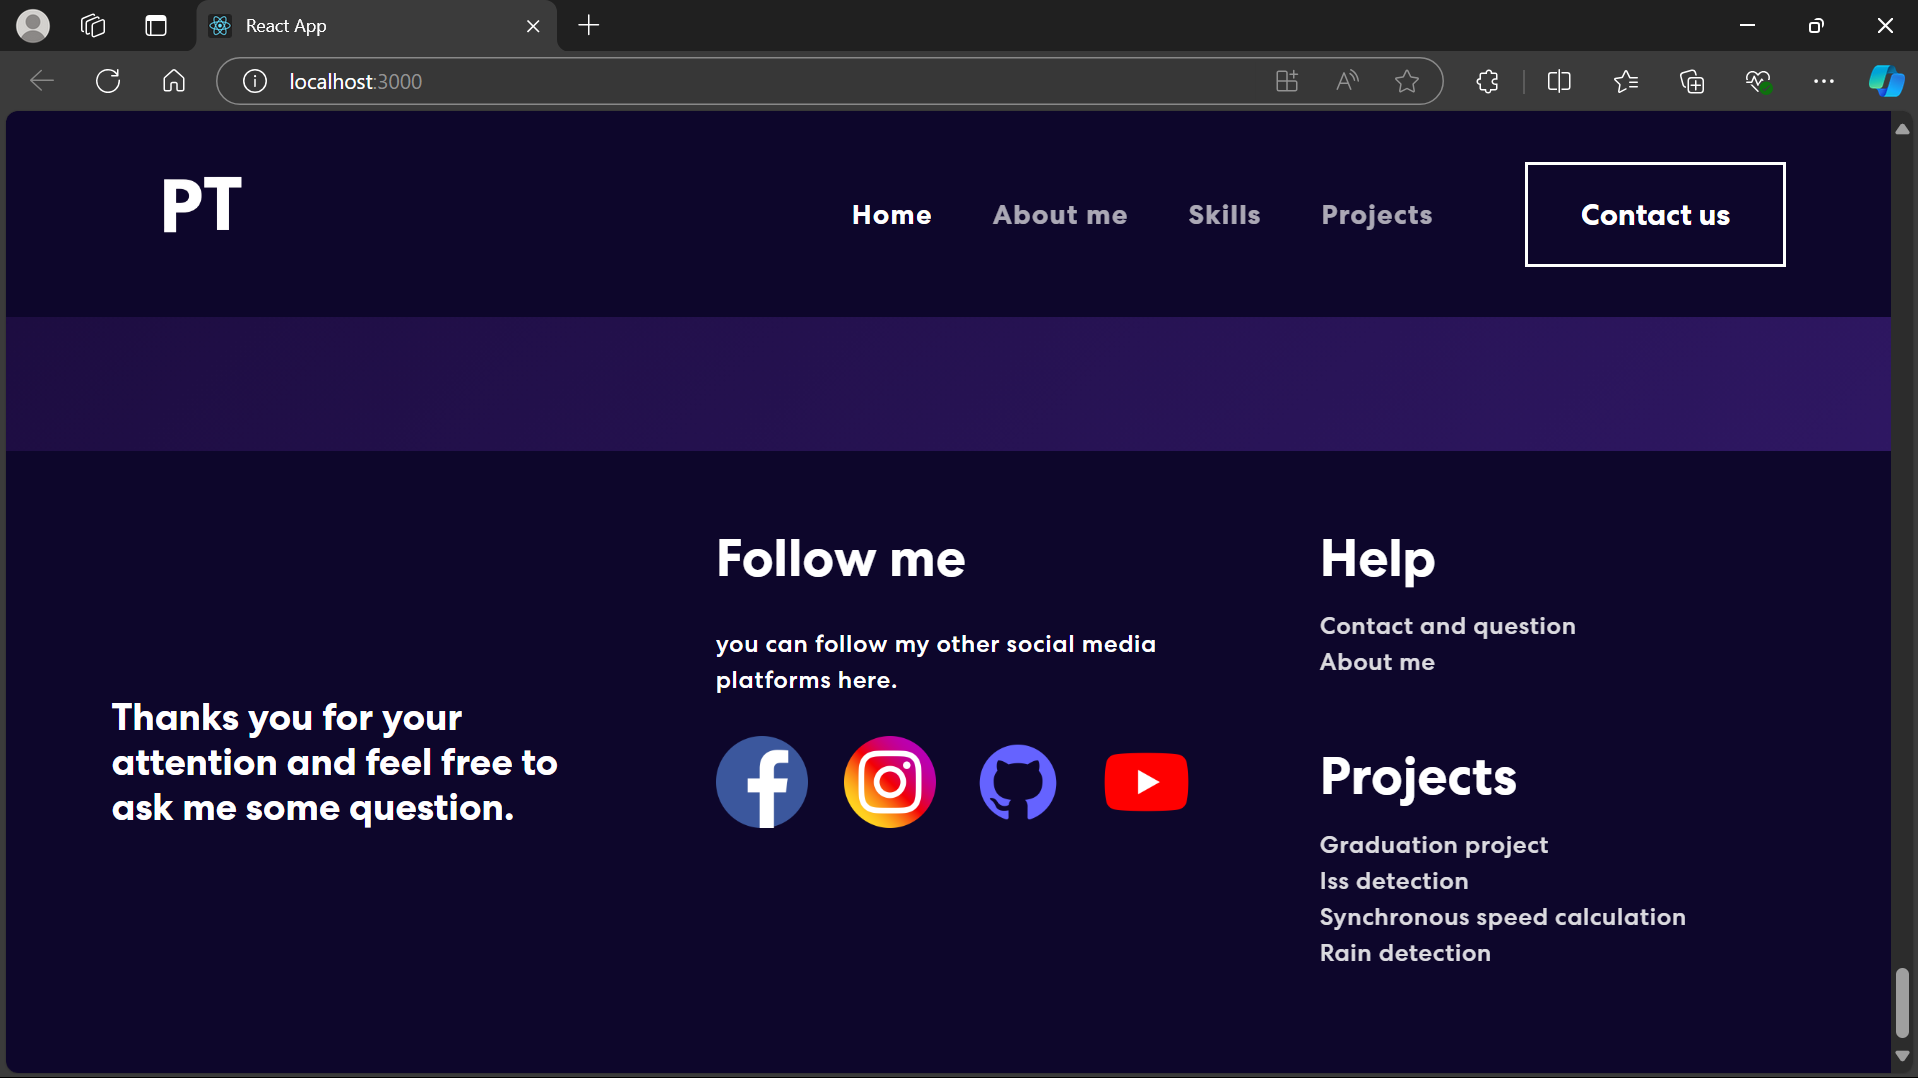 React App
localhost:3000
PT
Home About me Skills Projects Contact us
Follow me
you can follow my other social media
platforms here.
Thanks you for your
attention and feel free to
ask me some question.
Help
Contact and question
About me
Projects
Graduation project
Iss detection
Synchronous speed calculation
Rain detection